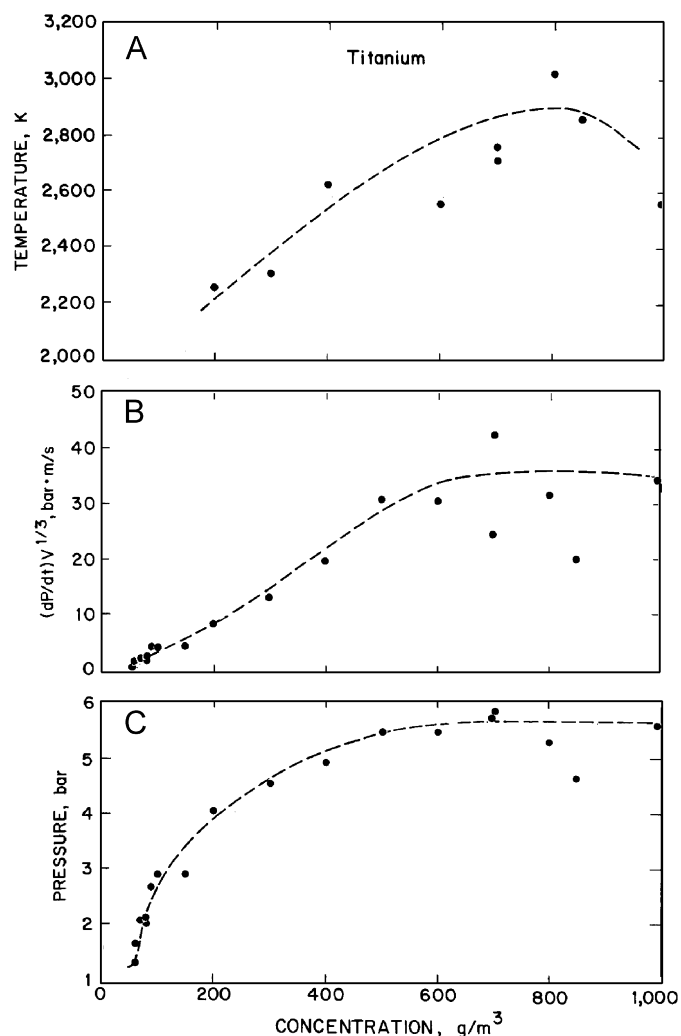 A
Titanium
3,200
3,000
2,800
2,600
2,400
2,200
2,000
TEMPERATURE, K
B
50
40
30
20
10
0
(dP/dt)V^1/3, bar•m/s
C
6
5
4
3
2
1
PRESSURE, bar
0 200 400 600 800 1,000
CONCENTRATION, g/m³